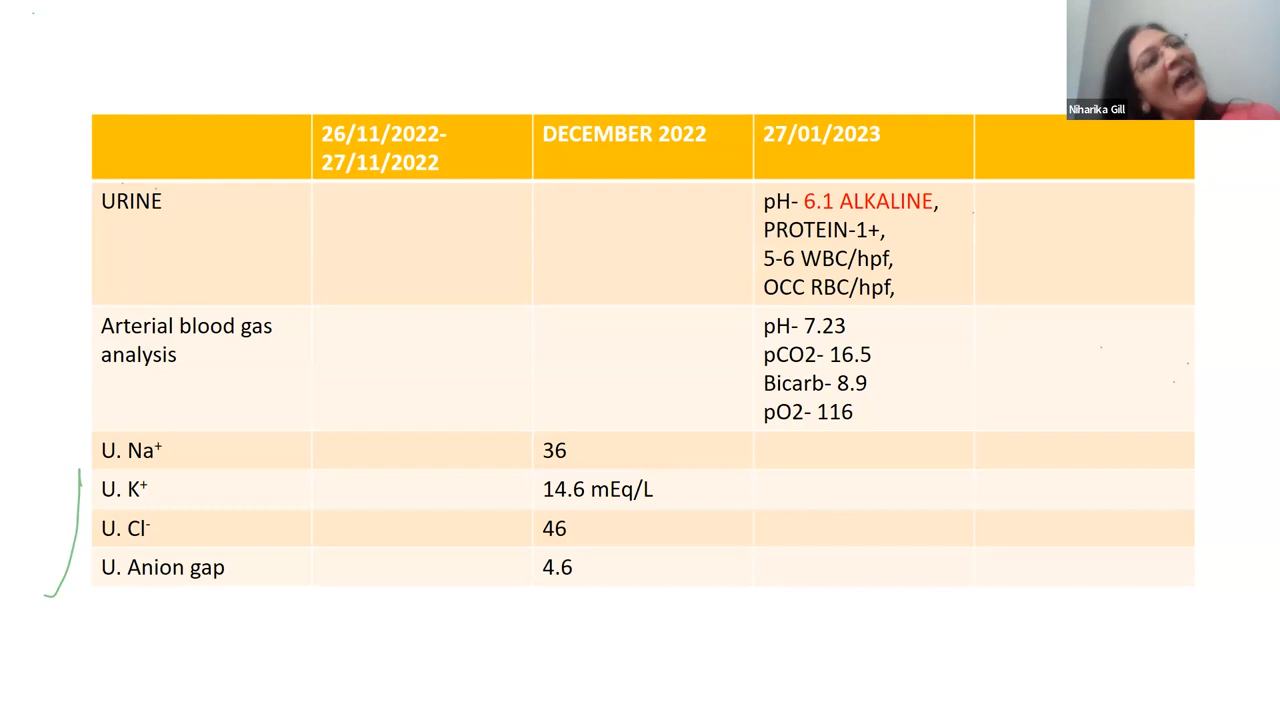 Niharika Gill
26/11/2022-
27/11/2022
DECEMBER 2022
27/01/2023
URINE
pH- 6.1 ALKALINE,
PROTEIN-1+,
5-6 WBC/hpf,
OCC RBC/hpf,
Arterial blood gas
analysis
pH- 7.23
pCO2- 16.5
Bicarb- 8.9
pO2- 116
U. Na⁺
36
U. K⁺
14.6 mEq/L
U. Cl⁻
46
U. Anion gap
4.6